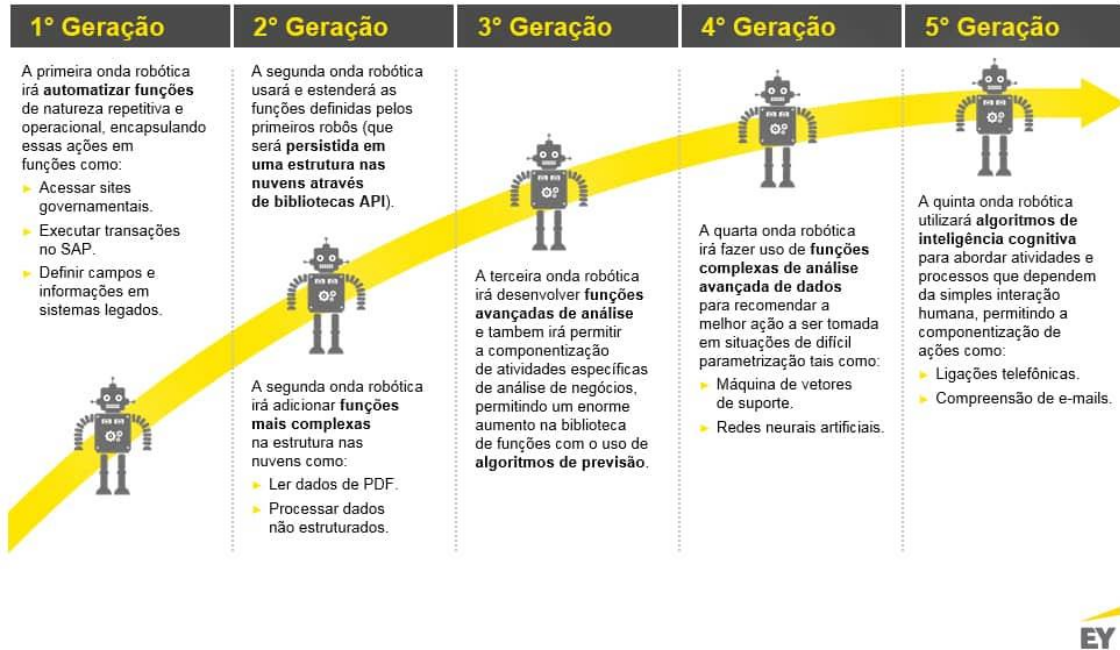 1° Geração
A primeira onda robótica
irá automatizar funções
de natureza repetitiva e
operacional, encapsulando
essas ações em
funções como:
► Acessar sites
governamentais.
► Executar transações
no SAP.
► Definir campos e
informações em
sistemas legados.
2° Geração
A segunda onda robótica
usará e estenderá as
funções definidas pelos
primeiros robôs (que
será persistida em
uma estrutura nas
nuvens através
de bibliotecas API).
A segunda onda robótica
irá adicionar funções
mais complexas
na estrutura nas
nuvens como:
► Ler dados de PDF.
► Processar dados
não estruturados.
3° Geração
A terceira onda robótica
irá desenvolver funções
avançadas de análise
e tambem irá permitir
a componentização
de atividades específicas
de análise de negócios,
permitindo um enorme
aumento na biblioteca
de funções com o uso de
algoritmos de previsão.
4° Geração
A quarta onda robótica
irá fazer uso de funções
complexas de análise
avançada de dados
para recomendar a
melhor ação a ser tomada
em situações de difícil
parametrização tais como:
► Máquina de vetores
de suporte.
► Redes neurais artificiais.
5° Geração
A quinta onda robótica
utilizará algoritmos de
inteligência cognitiva
para abordar atividades e
processos que dependem
da simples interação
humana, permitindo a
componentização de
ações como:
► Ligações telefônicas.
► Compreensão de e-mails.
EY